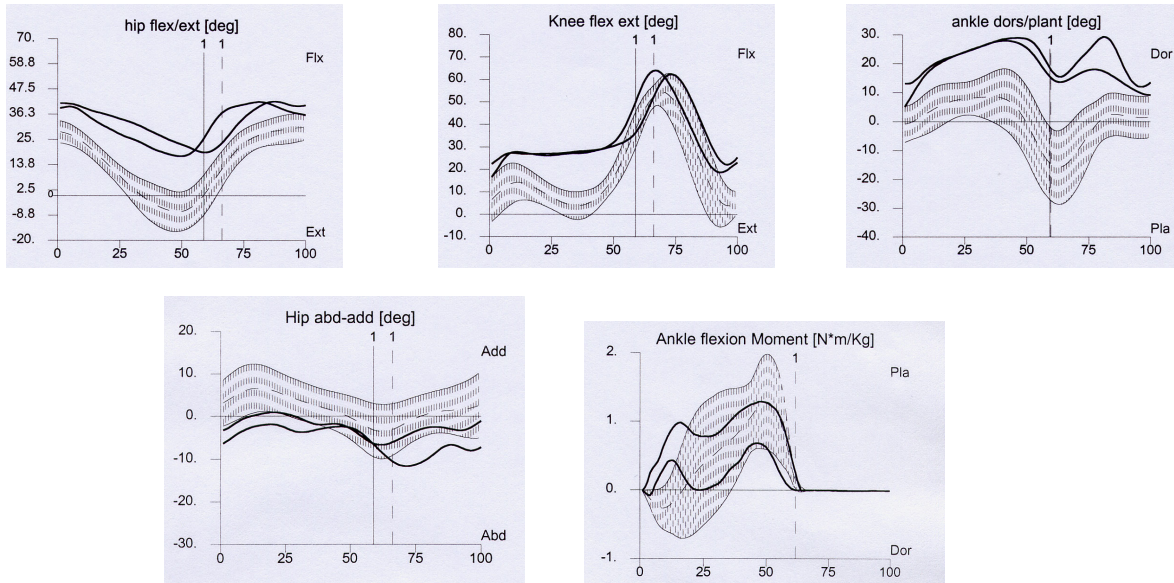 hip flex/ext [deg]
70.
1 1
58.8
Flx
47.5
36.3
25
13.8
2.5
0
-8.8
Ext
-20.
0 25 50 75 100
Knee flex ext [deg]
80.
1 1
70.
Flx
60.
50.
40.
30.
20.
10.
0.
Ext
-10.
0 25 50 75 100
ankle dors/plant [deg]
40.
1
Dor
30.
20.
10.
0.
-10.
-20.
-30.
Pla
-40.
0 25 50 75 100
Hip abd-add [deg]
20.
1 1
Add
10.
0.
-10.
-20.
Abd
-30.
0 25 50 75 100
Ankle flexion Moment [N*m/Kg]
2.
1
Pla
1.
0.
Dor
-1.
0 25 50 75 100